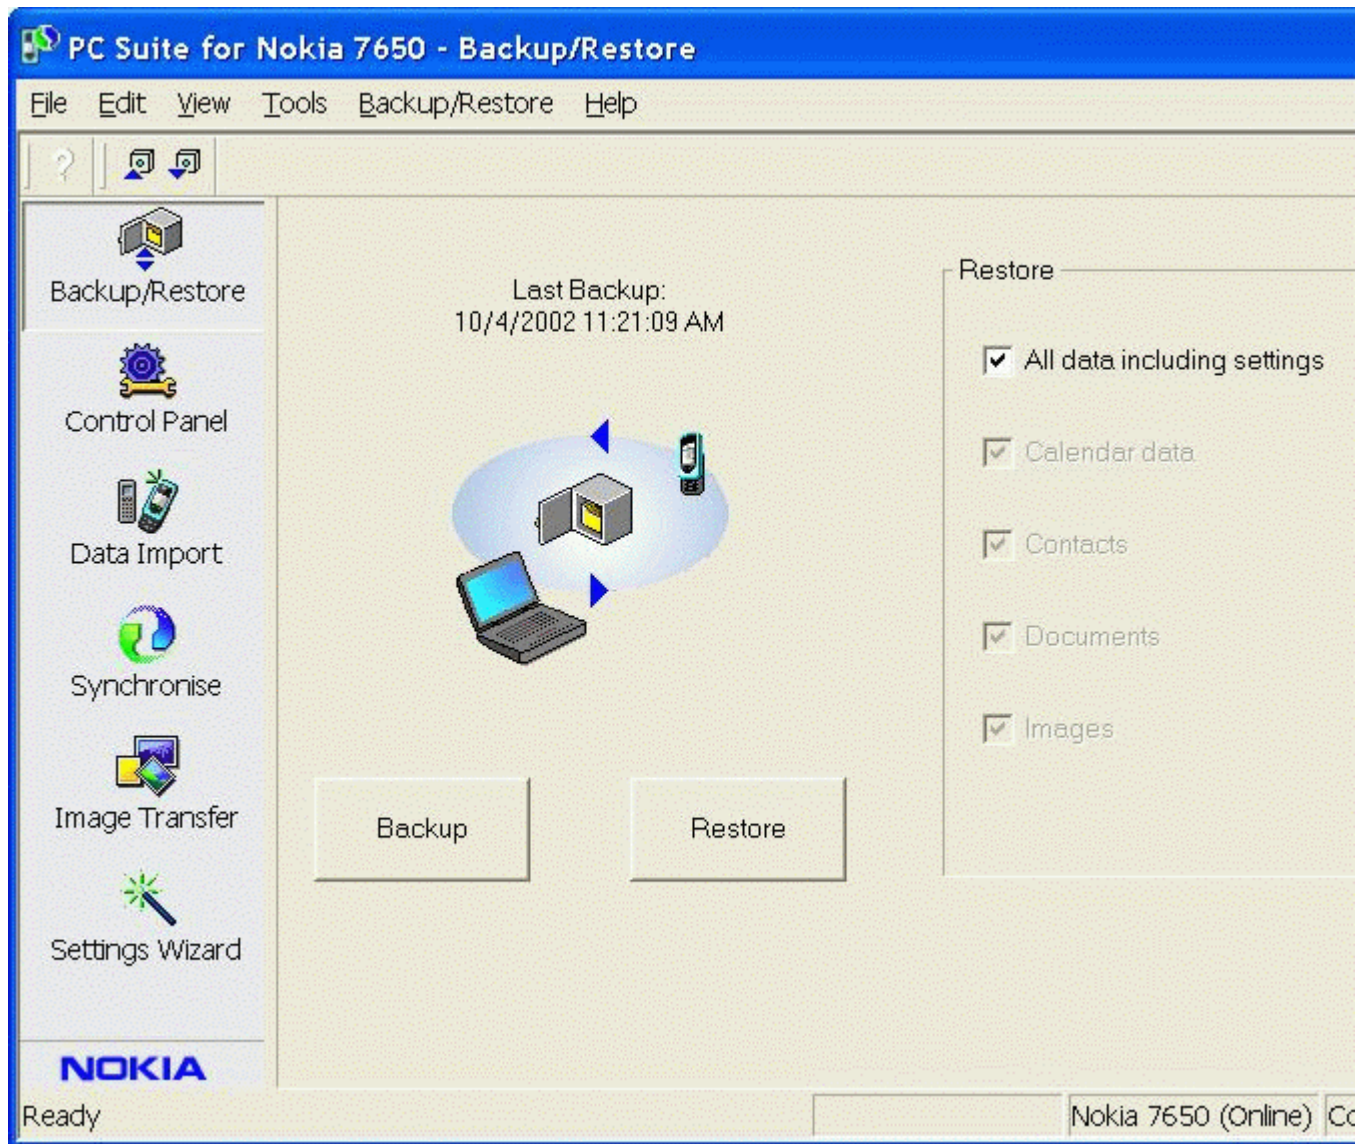 PC Suite for Nokia 7650 - Backup/Restore
File Edit View Tools Backup/Restore Help
?
Backup/Restore
Control Panel
Data Import
Synchronise
Image Transfer
Settings Wizard
NOKIA
Last Backup:
10/4/2002 11:21:09 AM
Backup
Restore
Restore
All data including settings
Calendar data
Contacts
Documents
Images
Ready
Nokia 7650 (Online)